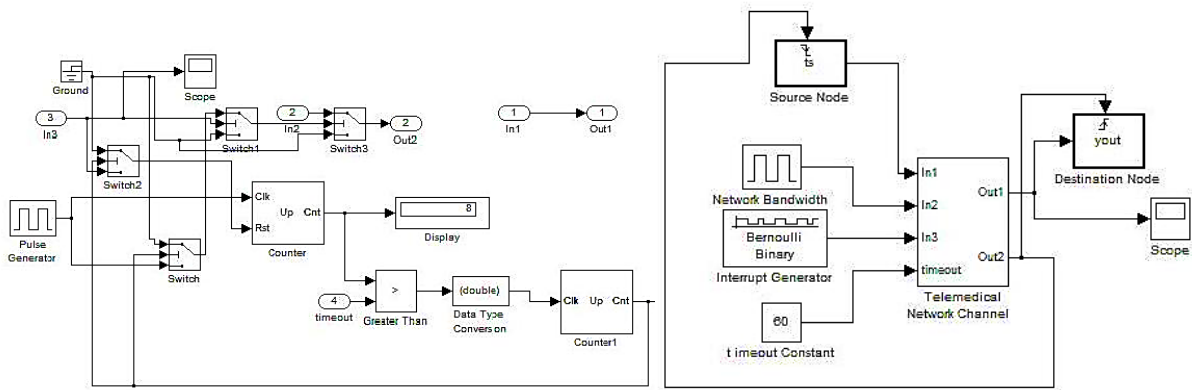 Ground
Scope
3
In3
Switch1
2
In2
Switch3
2
Out2
1
In1
1
Out1
Switch2
Pulse
Generator
Switch
Clk
Up Cnt
Rst
Counter
8
Display
4
timeout
>
Greater Than
(double)
Data Type
Conversion
Clk Up Cnt
Counter1
ts
Source Node
yout
Destination Node
Network Bandwidth
Bernoulli
Binary
Interrupt Generator
60
t imeout Constant
In1
In2
In3
timeout
Out1
Out2
Telemedical
Network Channel
Scope